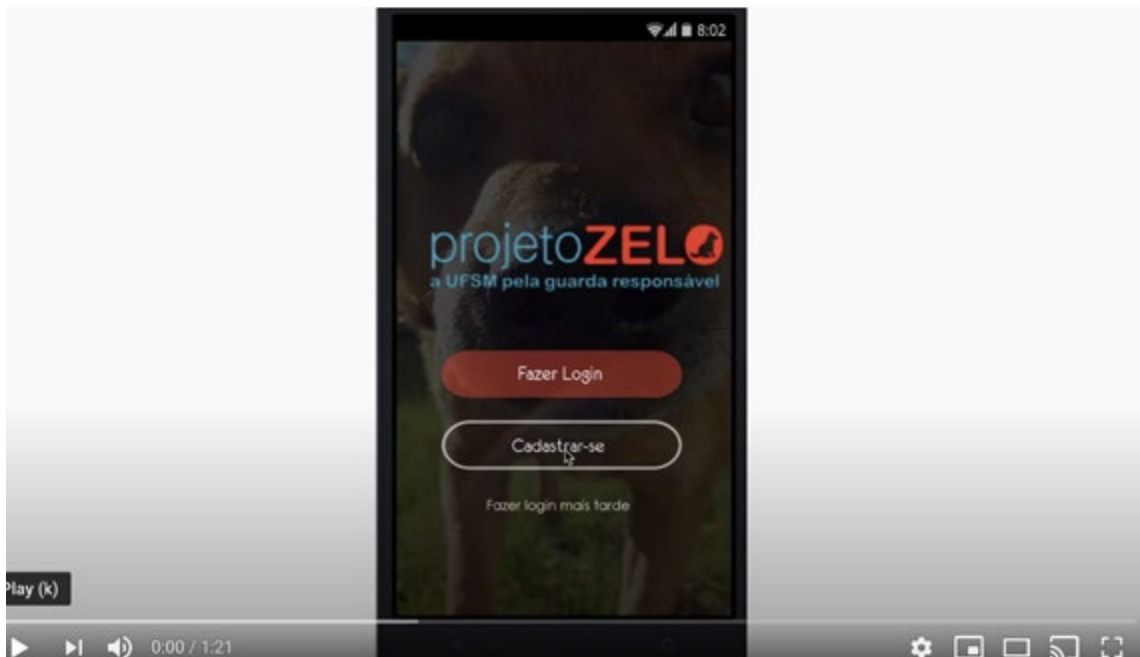 8:02
projetoZELO
a UFSM pela guarda responsável
Fazer Login
Cadastrar-se
Fazer login mais tarde
Play (k)
0:00 / 1:21